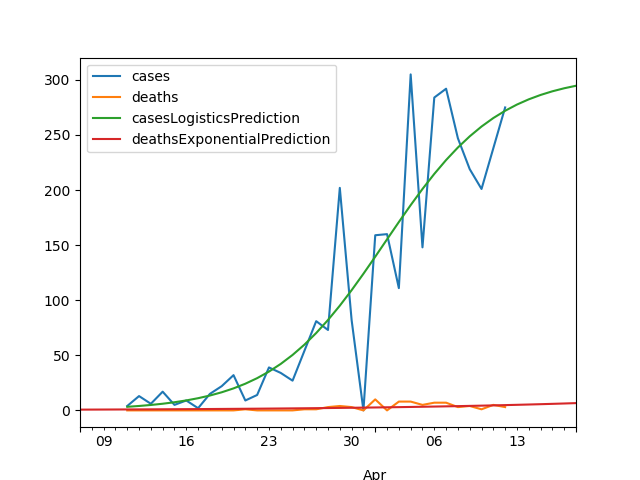 cases
deaths
casesLogisticsPrediction
deathsExponentialPrediction
300
250
200
150
100
50
0
09 16 23 30 06 13
Apr